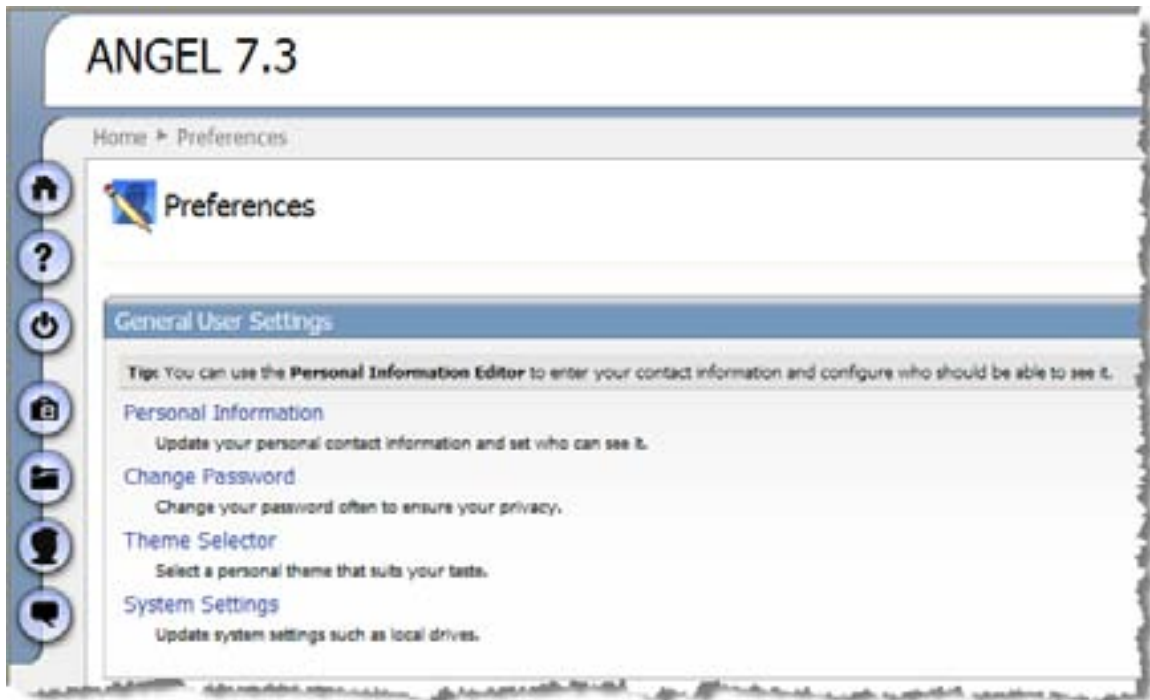 ANGEL 7.3
Home ▸ Preferences
Preferences
General User Settings
Tip: You can use the Personal Information Editor to enter your contact information and configure who should be able to see it.
Personal Information
Update your personal contact information and set who can see it.
Change Password
Change your password often to ensure your privacy.
Theme Selector
Select a personal theme that suits your taste.
System Settings
Update system settings such as local drives.